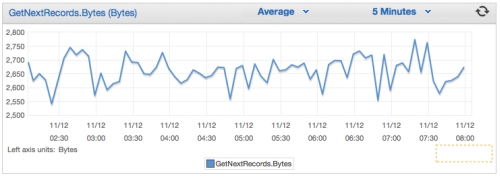 GetNextRecords.Bytes (Bytes) Average 5 Minutes
2,800
2,750
2,700
2,650
2,600
2,550
2,500
11/12 11/12 11/12 11/12 11/12 11/12 11/12 11/12 11/12 11/12 11/12 11/12
02:30 03:00 03:30 04:00 04:30 05:00 05:30 06:00 06:30 07:00 07:30 08:00
Left axis units: Bytes
GetNextRecords.Bytes